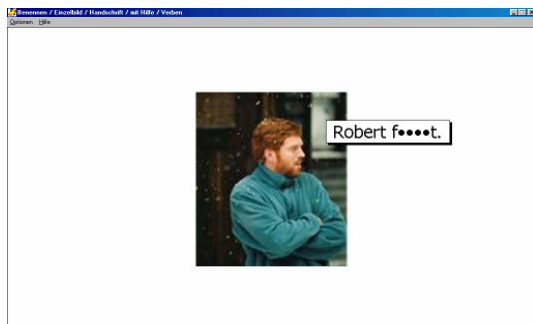 Benennen / Einzelbild / Handschrift / mit Hilfe / Verben
Optionen Hilfe
Robert f••••t.